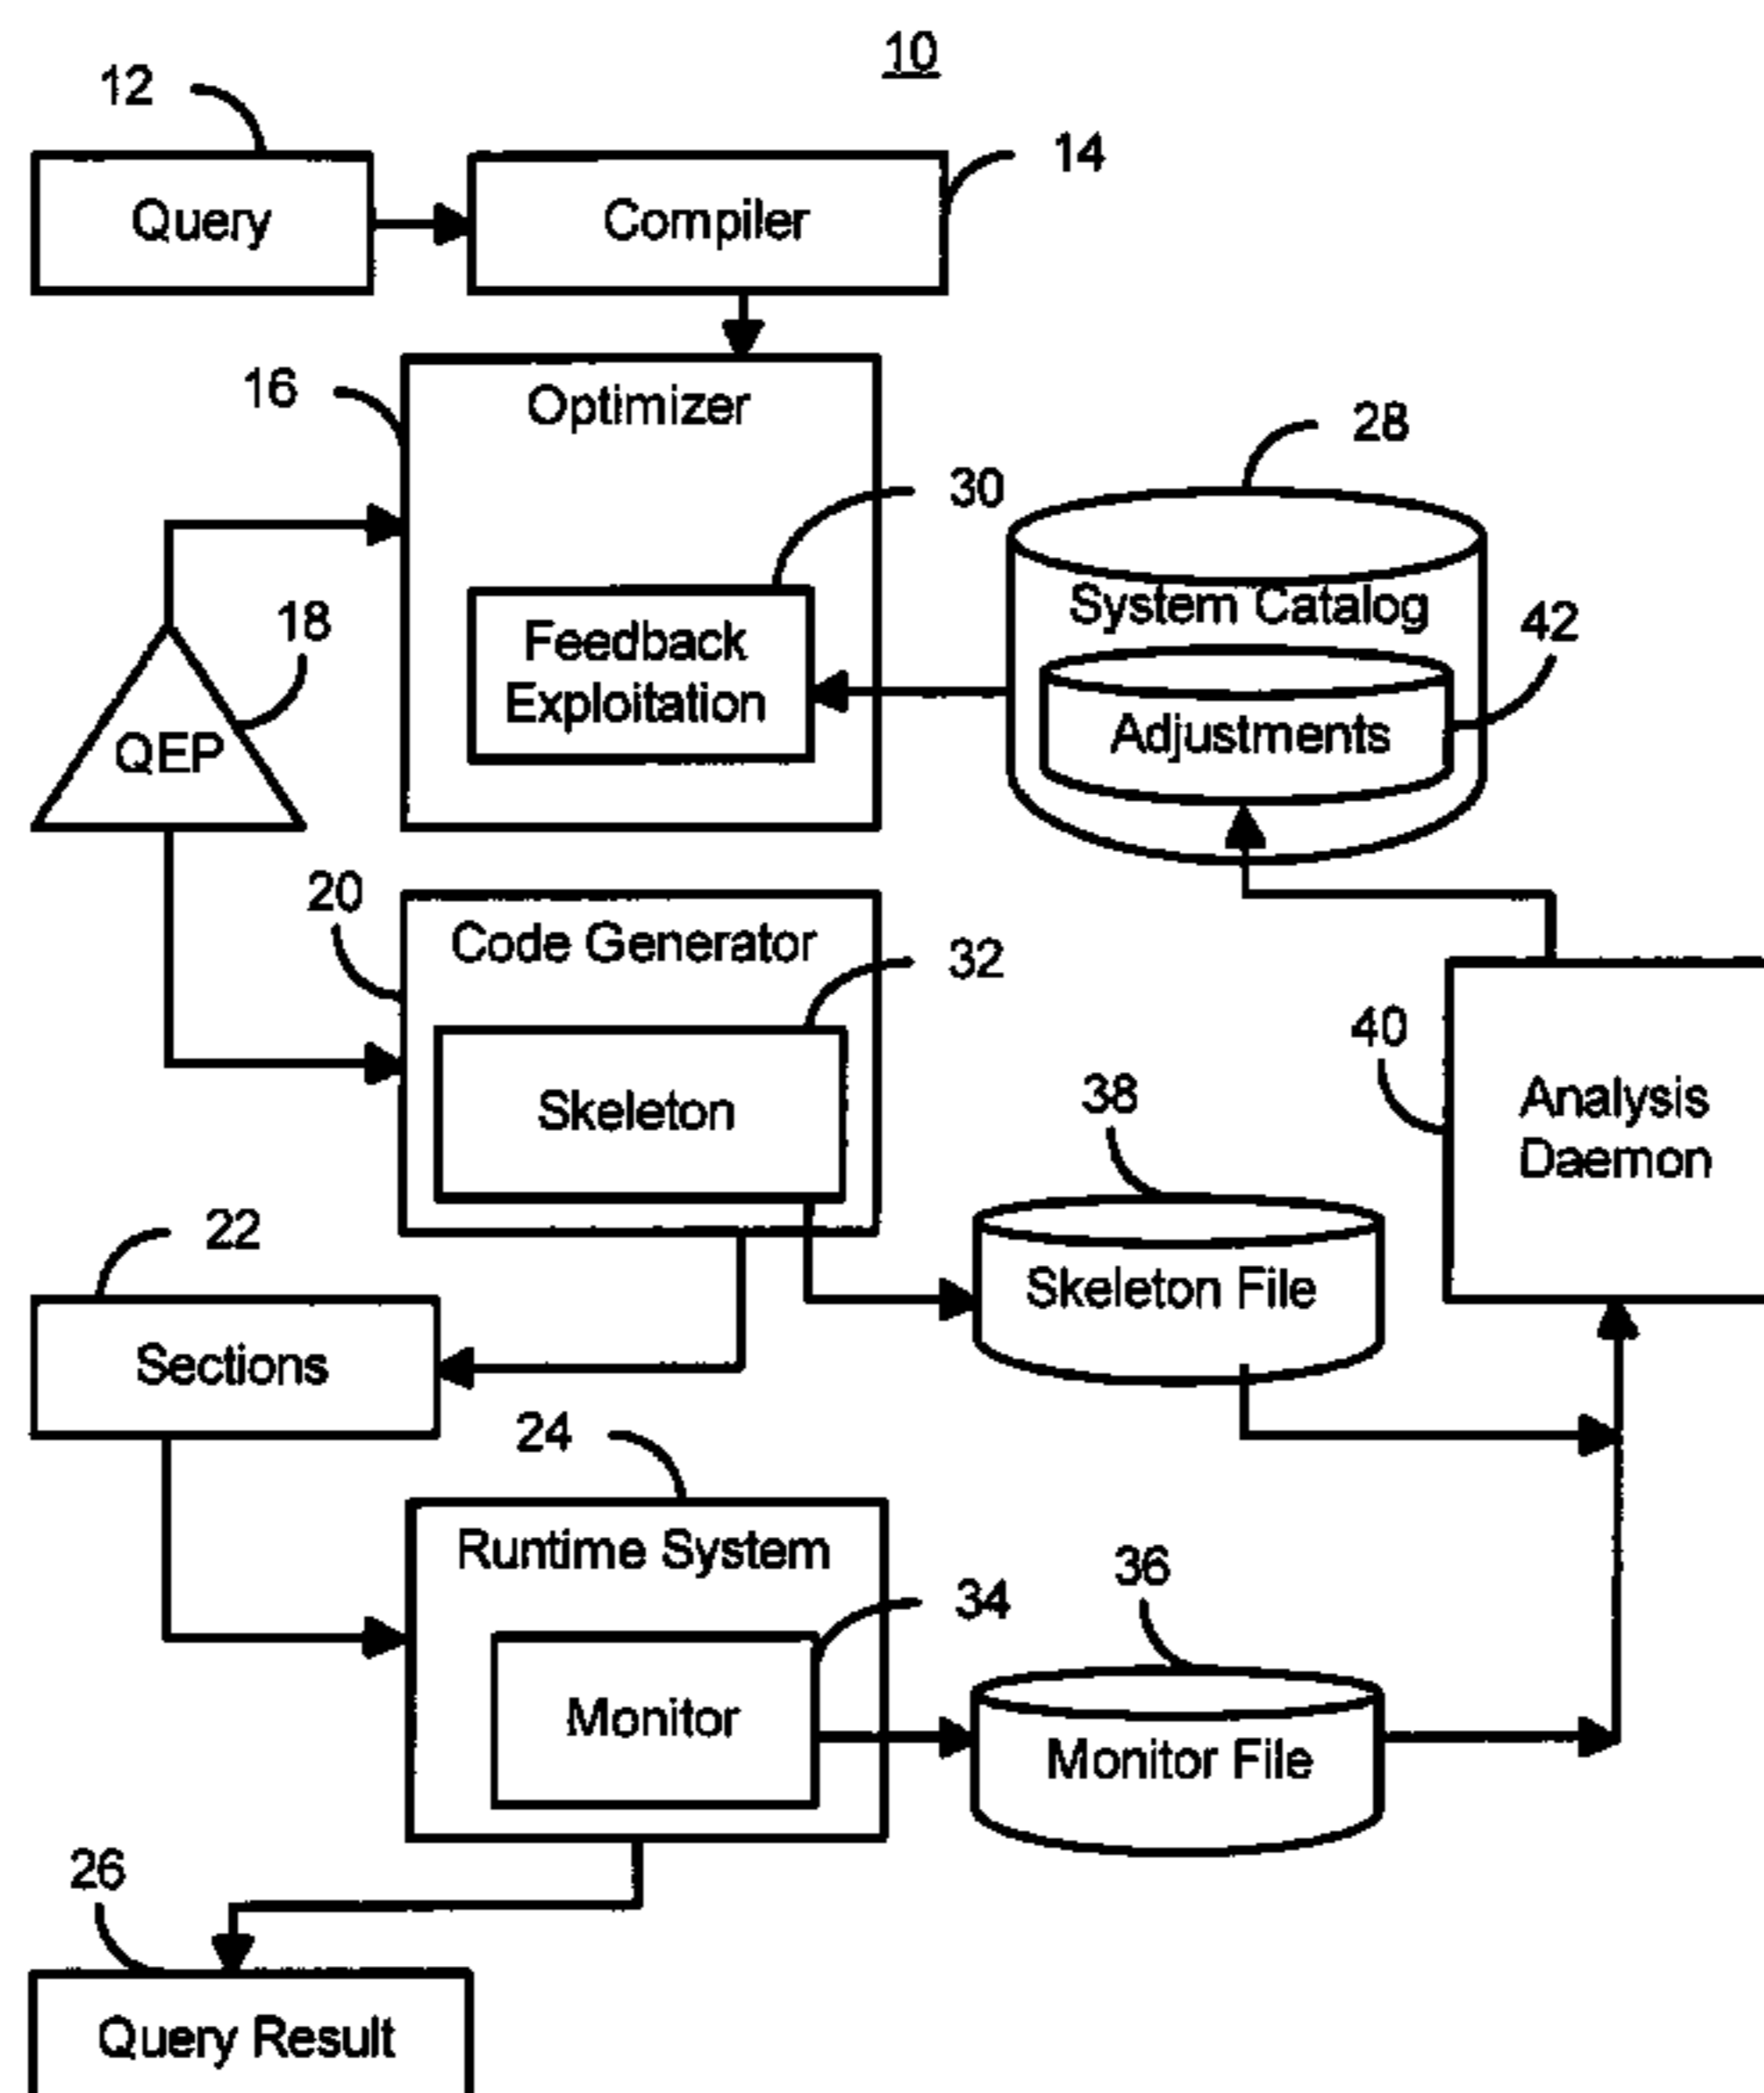 10
12
14
Query
Compiler
16
Optimizer
28
30
System Catalog
42
18
Feedback
Exploitation
Adjustments
QEP
20
Code Generator
32
40
38
Analysis
Daemon
Skeleton
22
Skeleton File
Sections
24
Runtime System
36
34
Monitor
Monitor File
26
Query Result